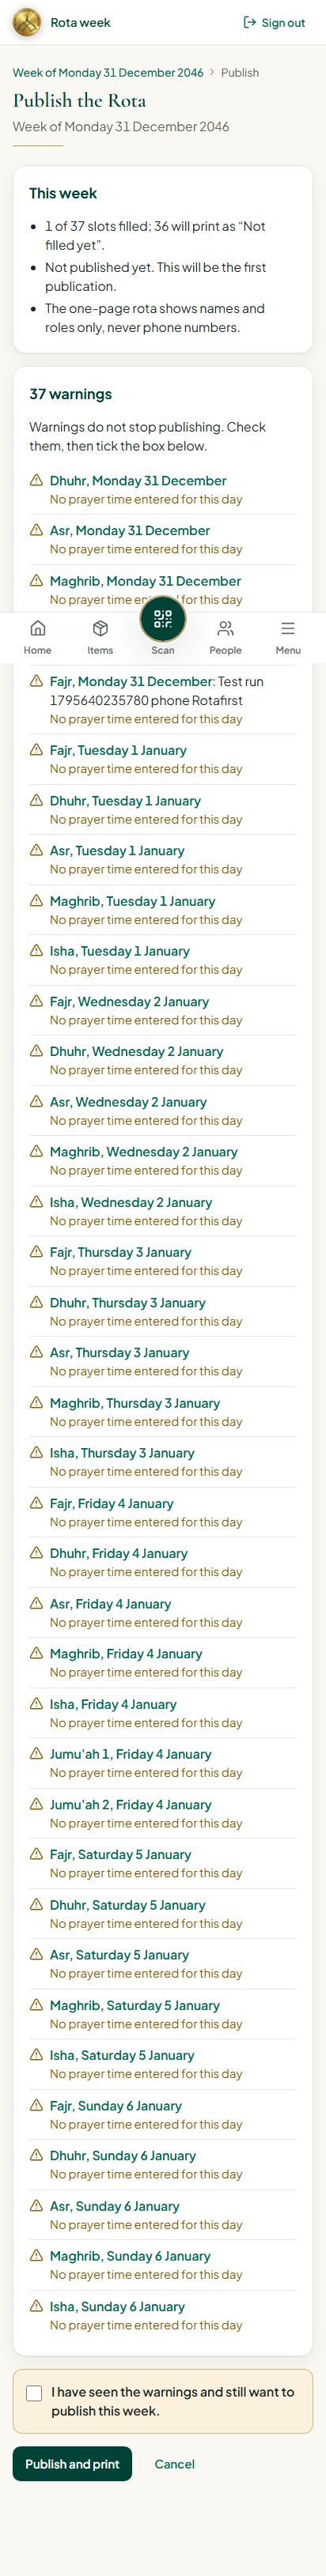 Rota week
Sign out
Week of Monday 31 December 2046 > Publish
Publish the Rota
Week of Monday 31 December 2046
This week
• 1 of 37 slots filled; 36 will print as “Not
filled yet”.
• Not published yet. This will be the first
publication.
• The one-page rota shows names and
roles only, never phone numbers.
37 warnings
Warnings do not stop publishing. Check
them, then tick the box below.
Dhuhr, Monday 31 December
No prayer time entered for this day
Asr, Monday 31 December
No prayer time entered for this day
Maghrib, Monday 31 December
No prayer time entered for this day
Home
Items
Scan
People
Menu
Fajr, Monday 31 December: Test run
1795640235780 phone Rotafirst
No prayer time entered for this day
Fajr, Tuesday 1 January
No prayer time entered for this day
Dhuhr, Tuesday 1 January
No prayer time entered for this day
Asr, Tuesday 1 January
No prayer time entered for this day
Maghrib, Tuesday 1 January
No prayer time entered for this day
Isha, Tuesday 1 January
No prayer time entered for this day
Fajr, Wednesday 2 January
No prayer time entered for this day
Dhuhr, Wednesday 2 January
No prayer time entered for this day
Asr, Wednesday 2 January
No prayer time entered for this day
Maghrib, Wednesday 2 January
No prayer time entered for this day
Isha, Wednesday 2 January
No prayer time entered for this day
Fajr, Thursday 3 January
No prayer time entered for this day
Dhuhr, Thursday 3 January
No prayer time entered for this day
Asr, Thursday 3 January
No prayer time entered for this day
Maghrib, Thursday 3 January
No prayer time entered for this day
Isha, Thursday 3 January
No prayer time entered for this day
Fajr, Friday 4 January
No prayer time entered for this day
Dhuhr, Friday 4 January
No prayer time entered for this day
Asr, Friday 4 January
No prayer time entered for this day
Maghrib, Friday 4 January
No prayer time entered for this day
Isha, Friday 4 January
No prayer time entered for this day
Jumu'ah 1, Friday 4 January
No prayer time entered for this day
Jumu'ah 2, Friday 4 January
No prayer time entered for this day
Fajr, Saturday 5 January
No prayer time entered for this day
Dhuhr, Saturday 5 January
No prayer time entered for this day
Asr, Saturday 5 January
No prayer time entered for this day
Maghrib, Saturday 5 January
No prayer time entered for this day
Isha, Saturday 5 January
No prayer time entered for this day
Fajr, Sunday 6 January
No prayer time entered for this day
Dhuhr, Sunday 6 January
No prayer time entered for this day
Asr, Sunday 6 January
No prayer time entered for this day
Maghrib, Sunday 6 January
No prayer time entered for this day
Isha, Sunday 6 January
No prayer time entered for this day
I have seen the warnings and still want to
publish this week.
Publish and print
Cancel